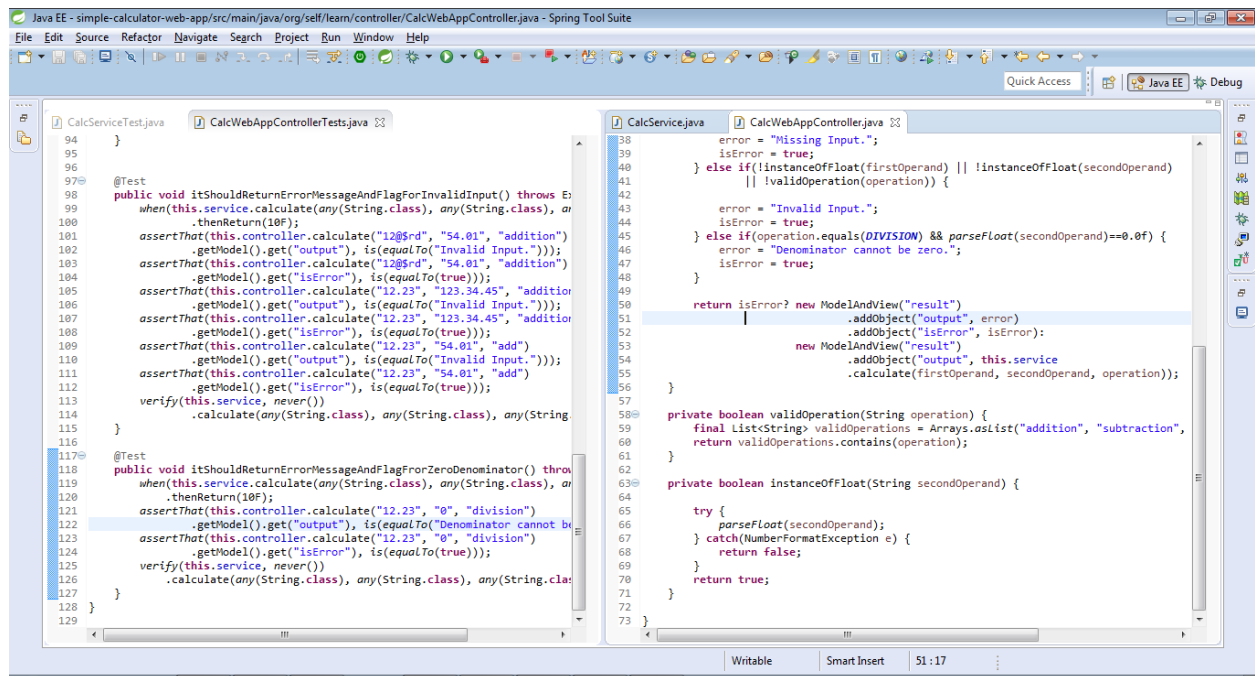 Java EE - simple-calculator-web-app/src/main/java/org/self/learn/controller/CalcWebAppController.java - Spring Tool Suite
File Edit Source Refactor Navigate Search Project Run Window Help
Quick Access Java EE Debug
CalcServiceTest.java CalcWebAppControllerTests.java
94 }
95
96
97 @Test
98 public void itShouldReturnErrorMessageAndFlagForInvalidInput() throws Ex
99 when(this.service.calculate(any(String.class), any(String.class), an
100 .thenReturn(10F);
101 assertThat(this.controller.calculate("12@$rd", "54.01", "addition")
102 .getModel().get("output"), is(equalTo("Invalid Input.")));
103 assertThat(this.controller.calculate("12@$rd", "54.01", "addition")
104 .getModel().get("isError"), is(equalTo(true)));
105 assertThat(this.controller.calculate("12.23", "123.34.45", "addition
106 .getModel().get("output"), is(equalTo("Invalid Input.")));
107 assertThat(this.controller.calculate("12.23", "123.34.45", "addition
108 .getModel().get("isError"), is(equalTo(true)));
109 assertThat(this.controller.calculate("12.23", "54.01", "add")
110 .getModel().get("output"), is(equalTo("Invalid Input.")));
111 assertThat(this.controller.calculate("12.23", "54.01", "add")
112 .getModel().get("isError"), is(equalTo(true)));
113 verify(this.service, never())
114 .calculate(any(String.class), any(String.class), any(String.
115 }
116
117 @Test
118 public void itShouldReturnErrorMessageAndFlagFrorZeroDenominator() throw
119 when(this.service.calculate(any(String.class), any(String.class), an
120 .thenReturn(10F);
121 assertThat(this.controller.calculate("12.23", "0", "division")
122 .getModel().get("output"), is(equalTo("Denominator cannot be
123 assertThat(this.controller.calculate("12.23", "0", "division")
124 .getModel().get("isError"), is(equalTo(true)));
125 verify(this.service, never())
126 .calculate(any(String.class), any(String.class), any(String.clas
127 }
128 }
129
CalcService.java CalcWebAppController.java
38 error = "Missing Input.";
39 isError = true;
40 } else if(!instanceOfFloat(firstOperand) || !instanceOfFloat(secondOperand)
41 || !validOperation(operation)) {
42
43 error = "Invalid Input.";
44 isError = true;
45 } else if(operation.equals(DIVISION) && parseFloat(secondOperand)==0.0f) {
46 error = "Denominator cannot be zero.";
47 isError = true;
48 }
49
50 return isError? new ModelAndView("result")
51 .addObject("output", error)
52 .addObject("isError", isError):
53 new ModelAndView("result")
54 .addObject("output", this.service
55 .calculate(firstOperand, secondOperand, operation));
56 }
57
58 private boolean validOperation(String operation) {
59 final List<String> validOperations = Arrays.asList("addition", "subtraction",
60 return validOperations.contains(operation);
61 }
62
63 private boolean instanceOfFloat(String secondOperand) {
64
65 try {
66 parseFloat(secondOperand);
67 } catch(NumberFormatException e) {
68 return false;
69 }
70 return true;
71 }
72
73 }
Writable Smart Insert 51 : 17